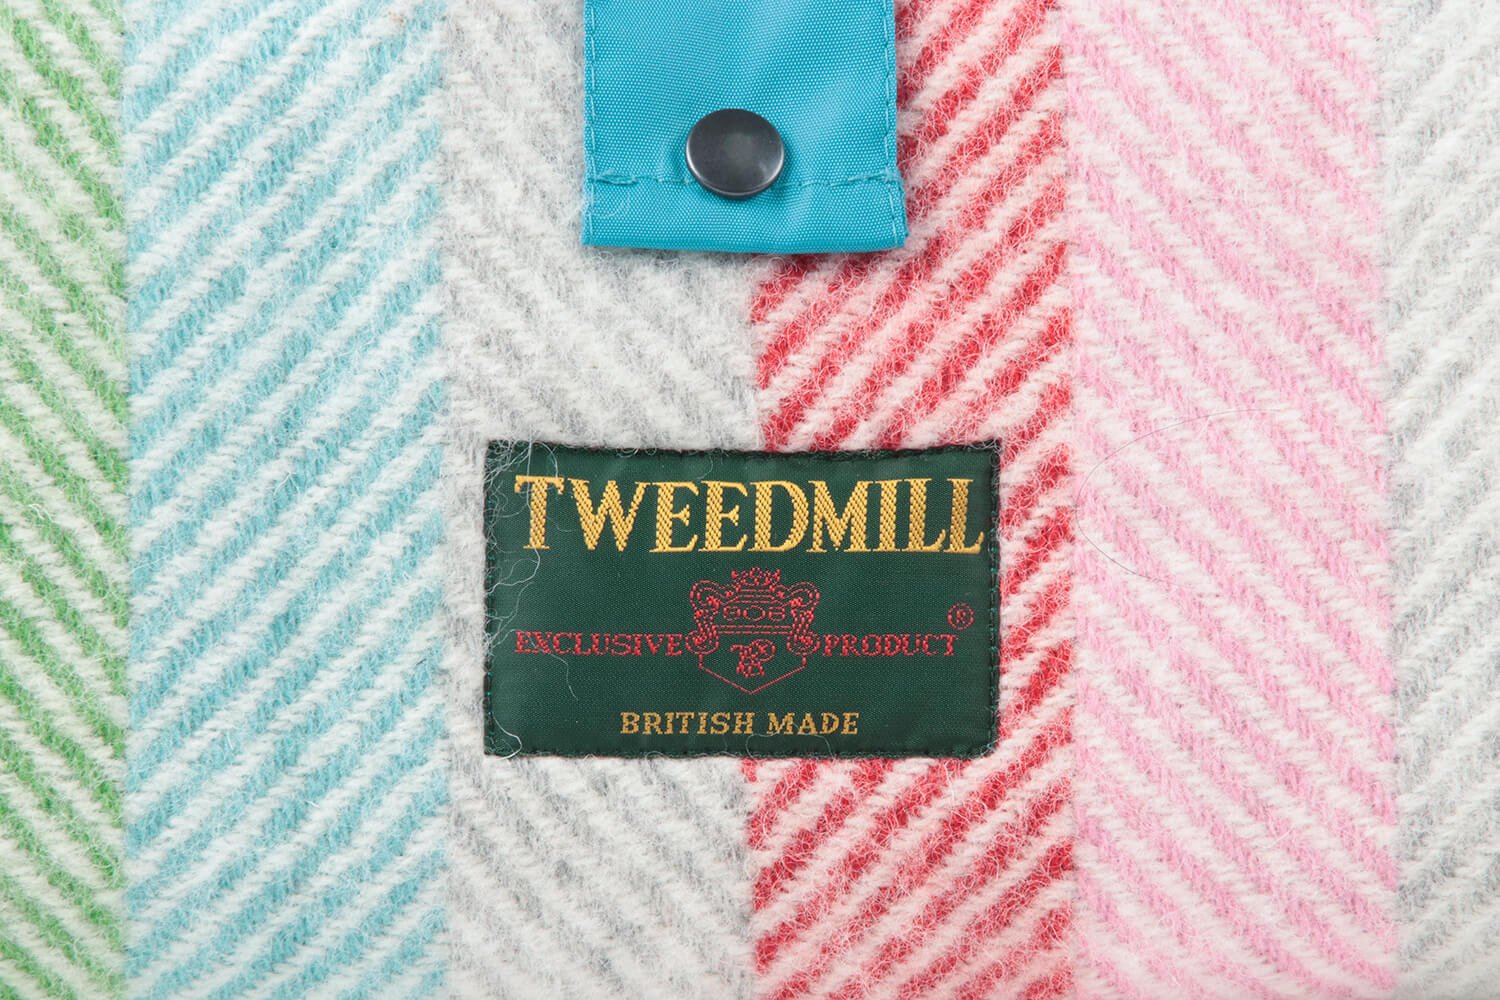 TWEEDMILL
EXCLUSIVE PRODUCT ®
BRITISH MADE